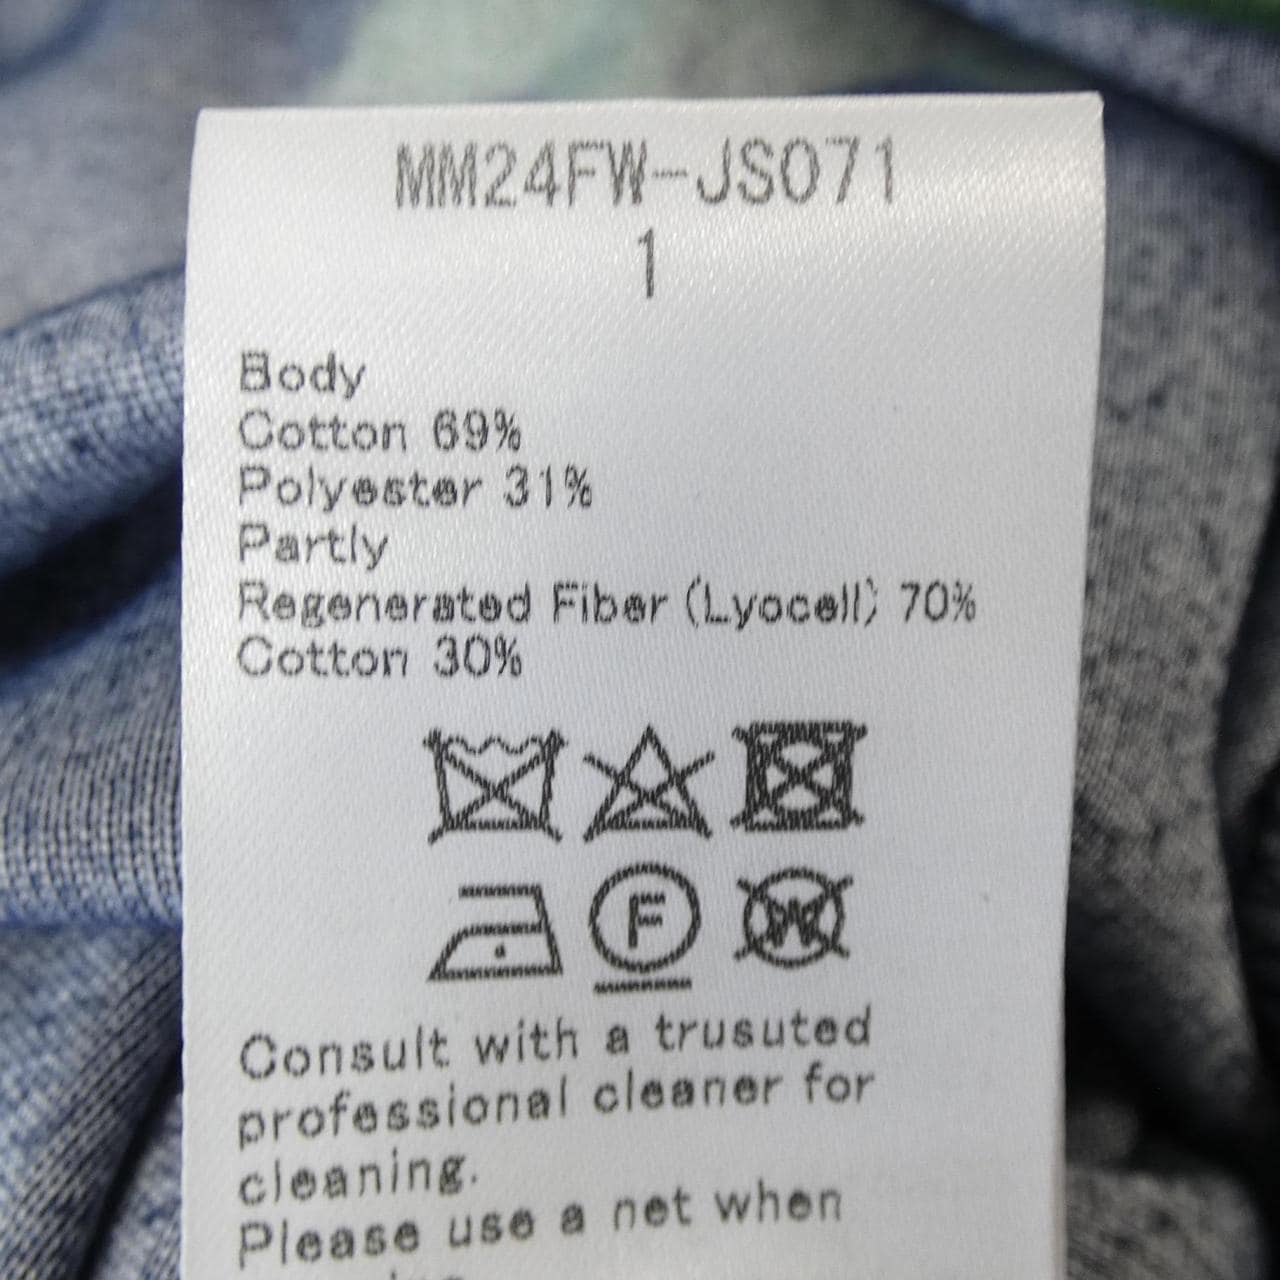 MM24FW-JS071
1
Body
Cotton 69%
Polyester 31%
Partly
Regenerated Fiber (Lyocell) 70%
Cotton 30%
F
W
Consult with a trusuted
professional cleaner for
cleaning.
Please use a net when